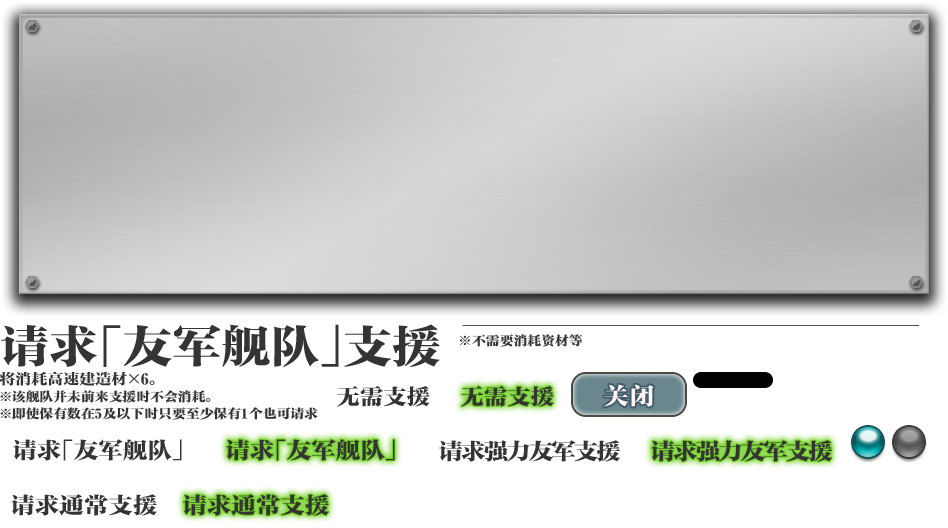 请求「友军舰队」支援
※不需要消耗资材等
将消耗高速建造材×6。
※该舰队并未前来支援时不会消耗。
※即使保有数在5及以下时只要至少保有1个也可请求
无需支援 无需支援 关闭
请求「友军舰队」 请求「友军舰队」 请求强力友军支援 请求强力友军支援
请求通常支援 请求通常支援